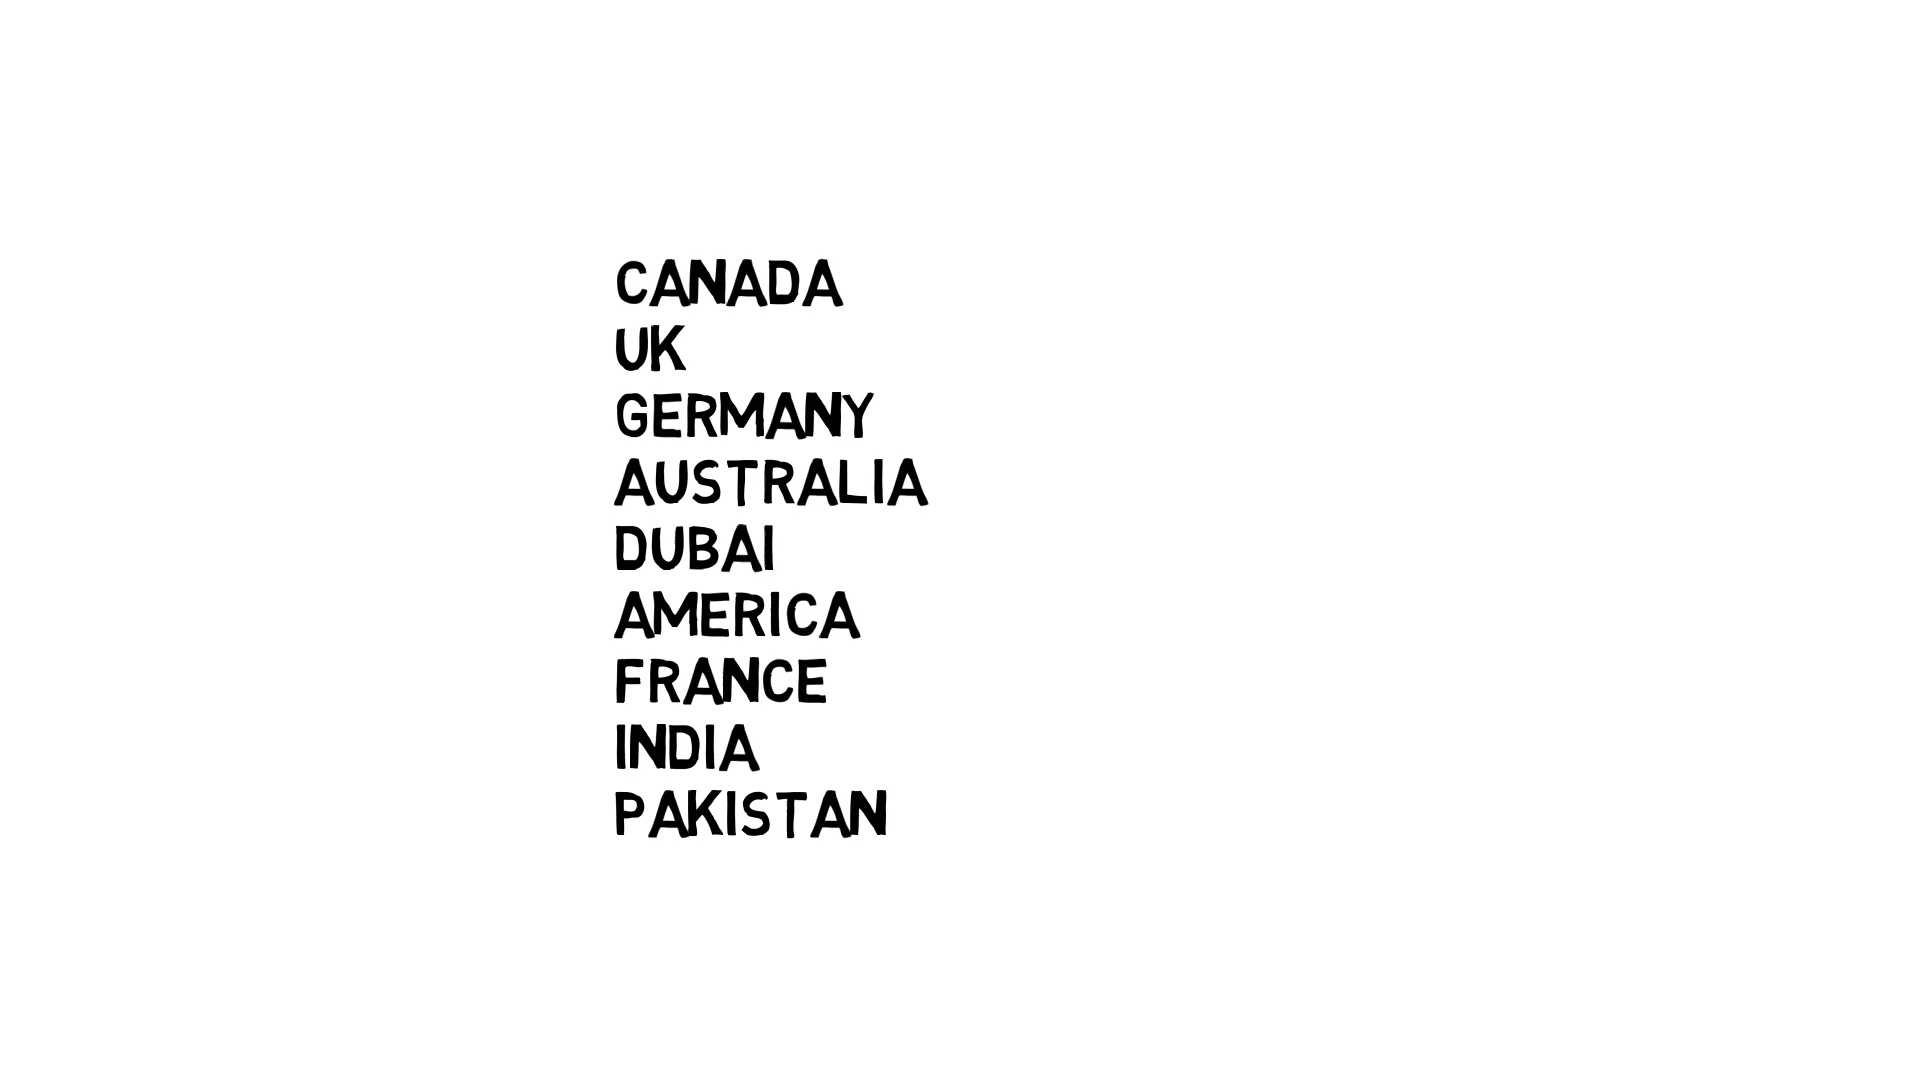 CANADA
UK
GERMANY
AUSTRALIA
DUBAI
AMERICA
FRANCE
INDIA
PAKISTAN